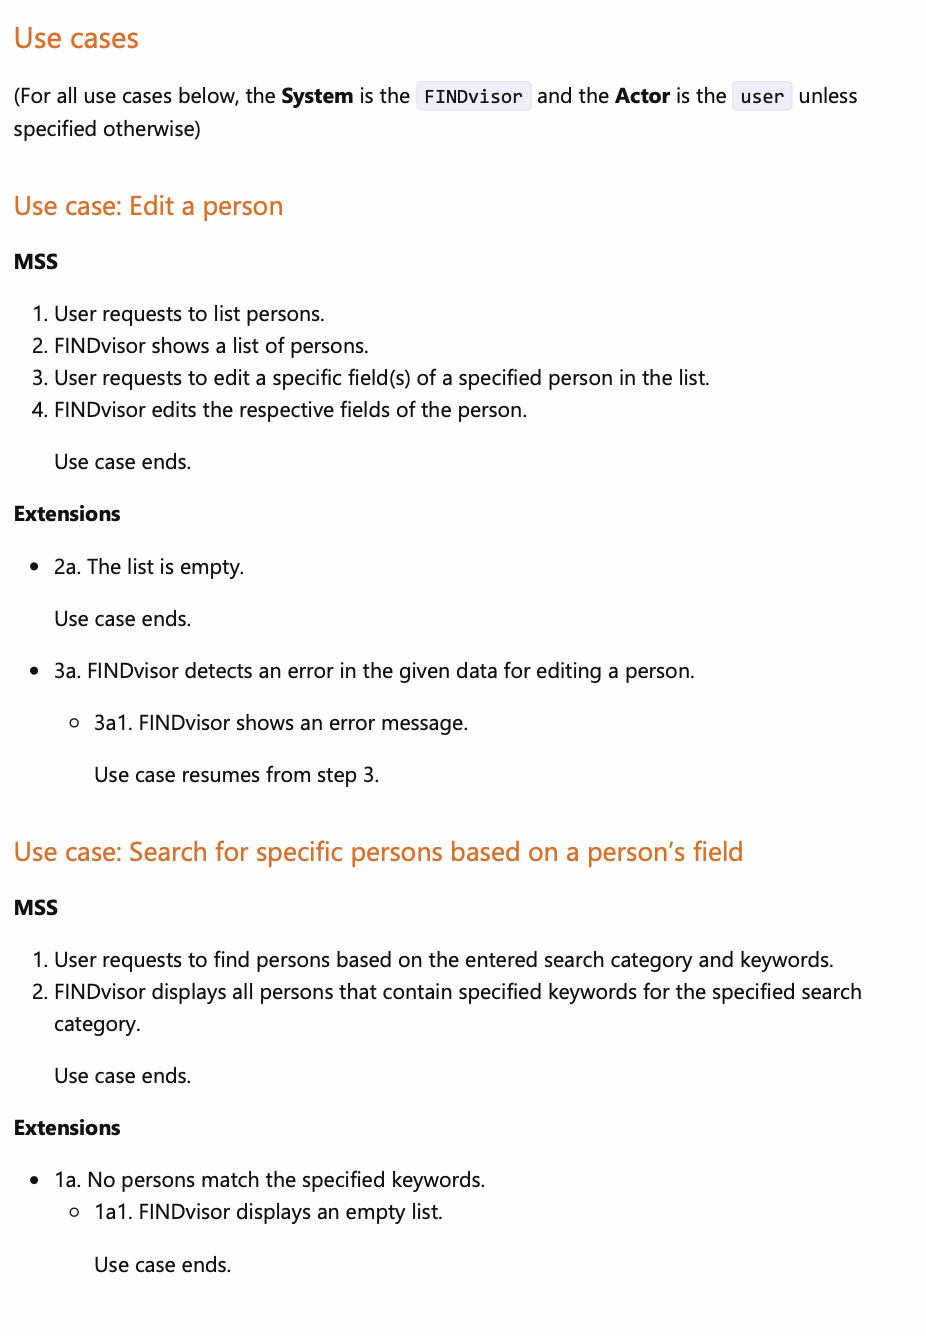 Use cases
(For all use cases below, the System is the FINDvisor and the Actor is the user unless
specified otherwise)
Use case: Edit a person
MSS
1. User requests to list persons.
2. FINDvisor shows a list of persons.
3. User requests to edit a specific field(s) of a specified person in the list.
4. FINDvisor edits the respective fields of the person.
Use case ends.
Extensions
• 2a. The list is empty.
Use case ends.
• 3a. FINDvisor detects an error in the given data for editing a person.
○ 3a1. FINDvisor shows an error message.
Use case resumes from step 3.
Use case: Search for specific persons based on a person’s field
MSS
1. User requests to find persons based on the entered search category and keywords.
2. FINDvisor displays all persons that contain specified keywords for the specified search
category.
Use case ends.
Extensions
• 1a. No persons match the specified keywords.
○ 1a1. FINDvisor displays an empty list.
Use case ends.